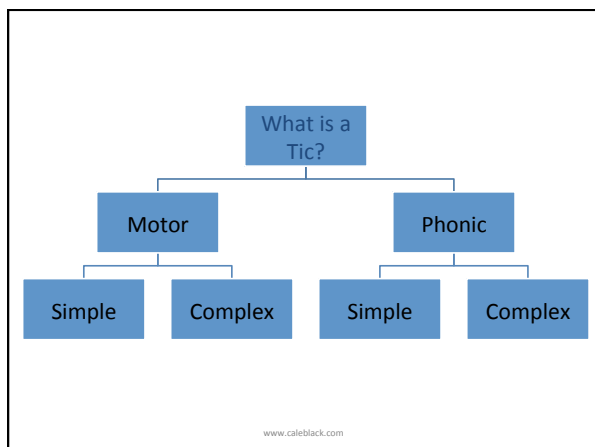 What is a
Tic?
Motor
Phonic
Simple
Complex
Simple
Complex
www.caleblack.com